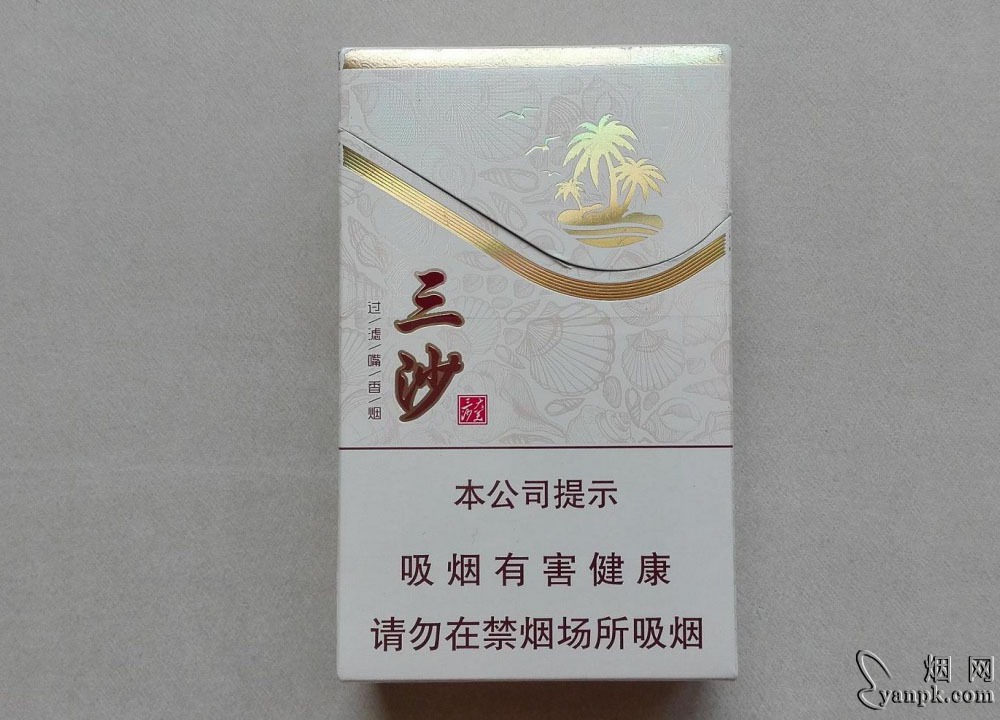 三沙
过/滤/嘴/香/烟
本公司提示
吸烟有害健康
请勿在禁烟场所吸烟
烟网
yanpk.com